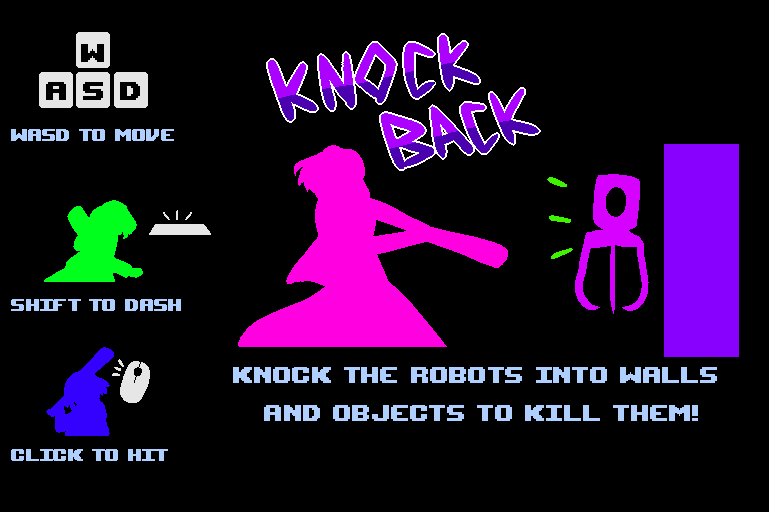 W
A S D
WASD TO MOVE
SHIFT TO DASH
CLICK TO HIT
KNOCK
BACK
KNOCK THE ROBOTS INTO WALLS
AND OBJECTS TO KILL THEM!